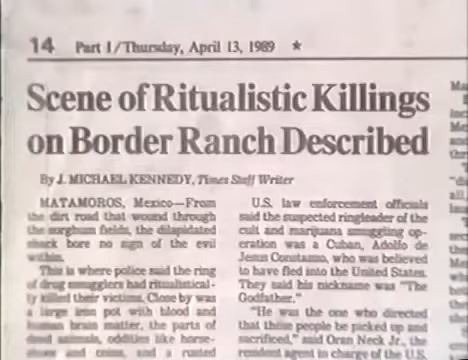 14 Part I/Thursday, April 13, 1989 ★
Scene of Ritualistic Killings
on Border Ranch Described
By J. MICHAEL KENNEDY, Times Staff Writer
MATAMOROS, Mexico—From
the dirt road that wound through
the sorghum fields, the dilapidated
shack bore no sign of the evil
within.
This is where police said the ring
of drug smugglers had ritualistical-
ly killed their victims. Close by was
a large iron pot with blood and
human brain matter, the parts of
dead animals, oddities like horse-
shoes and coins, and a rusted
U.S. law enforcement officials
said the suspected ringleader of the
cult and marijuana smuggling op-
eration was a Cuban, Adolfo de
Jesus Constanzo, who was believed
to have fled into the United States.
They said his nickname was "The
Godfather."
"He was the one who directed
that these people be picked up and
sacrificed," said Oran Neck Jr., the
resident agent in charge of the U.S.